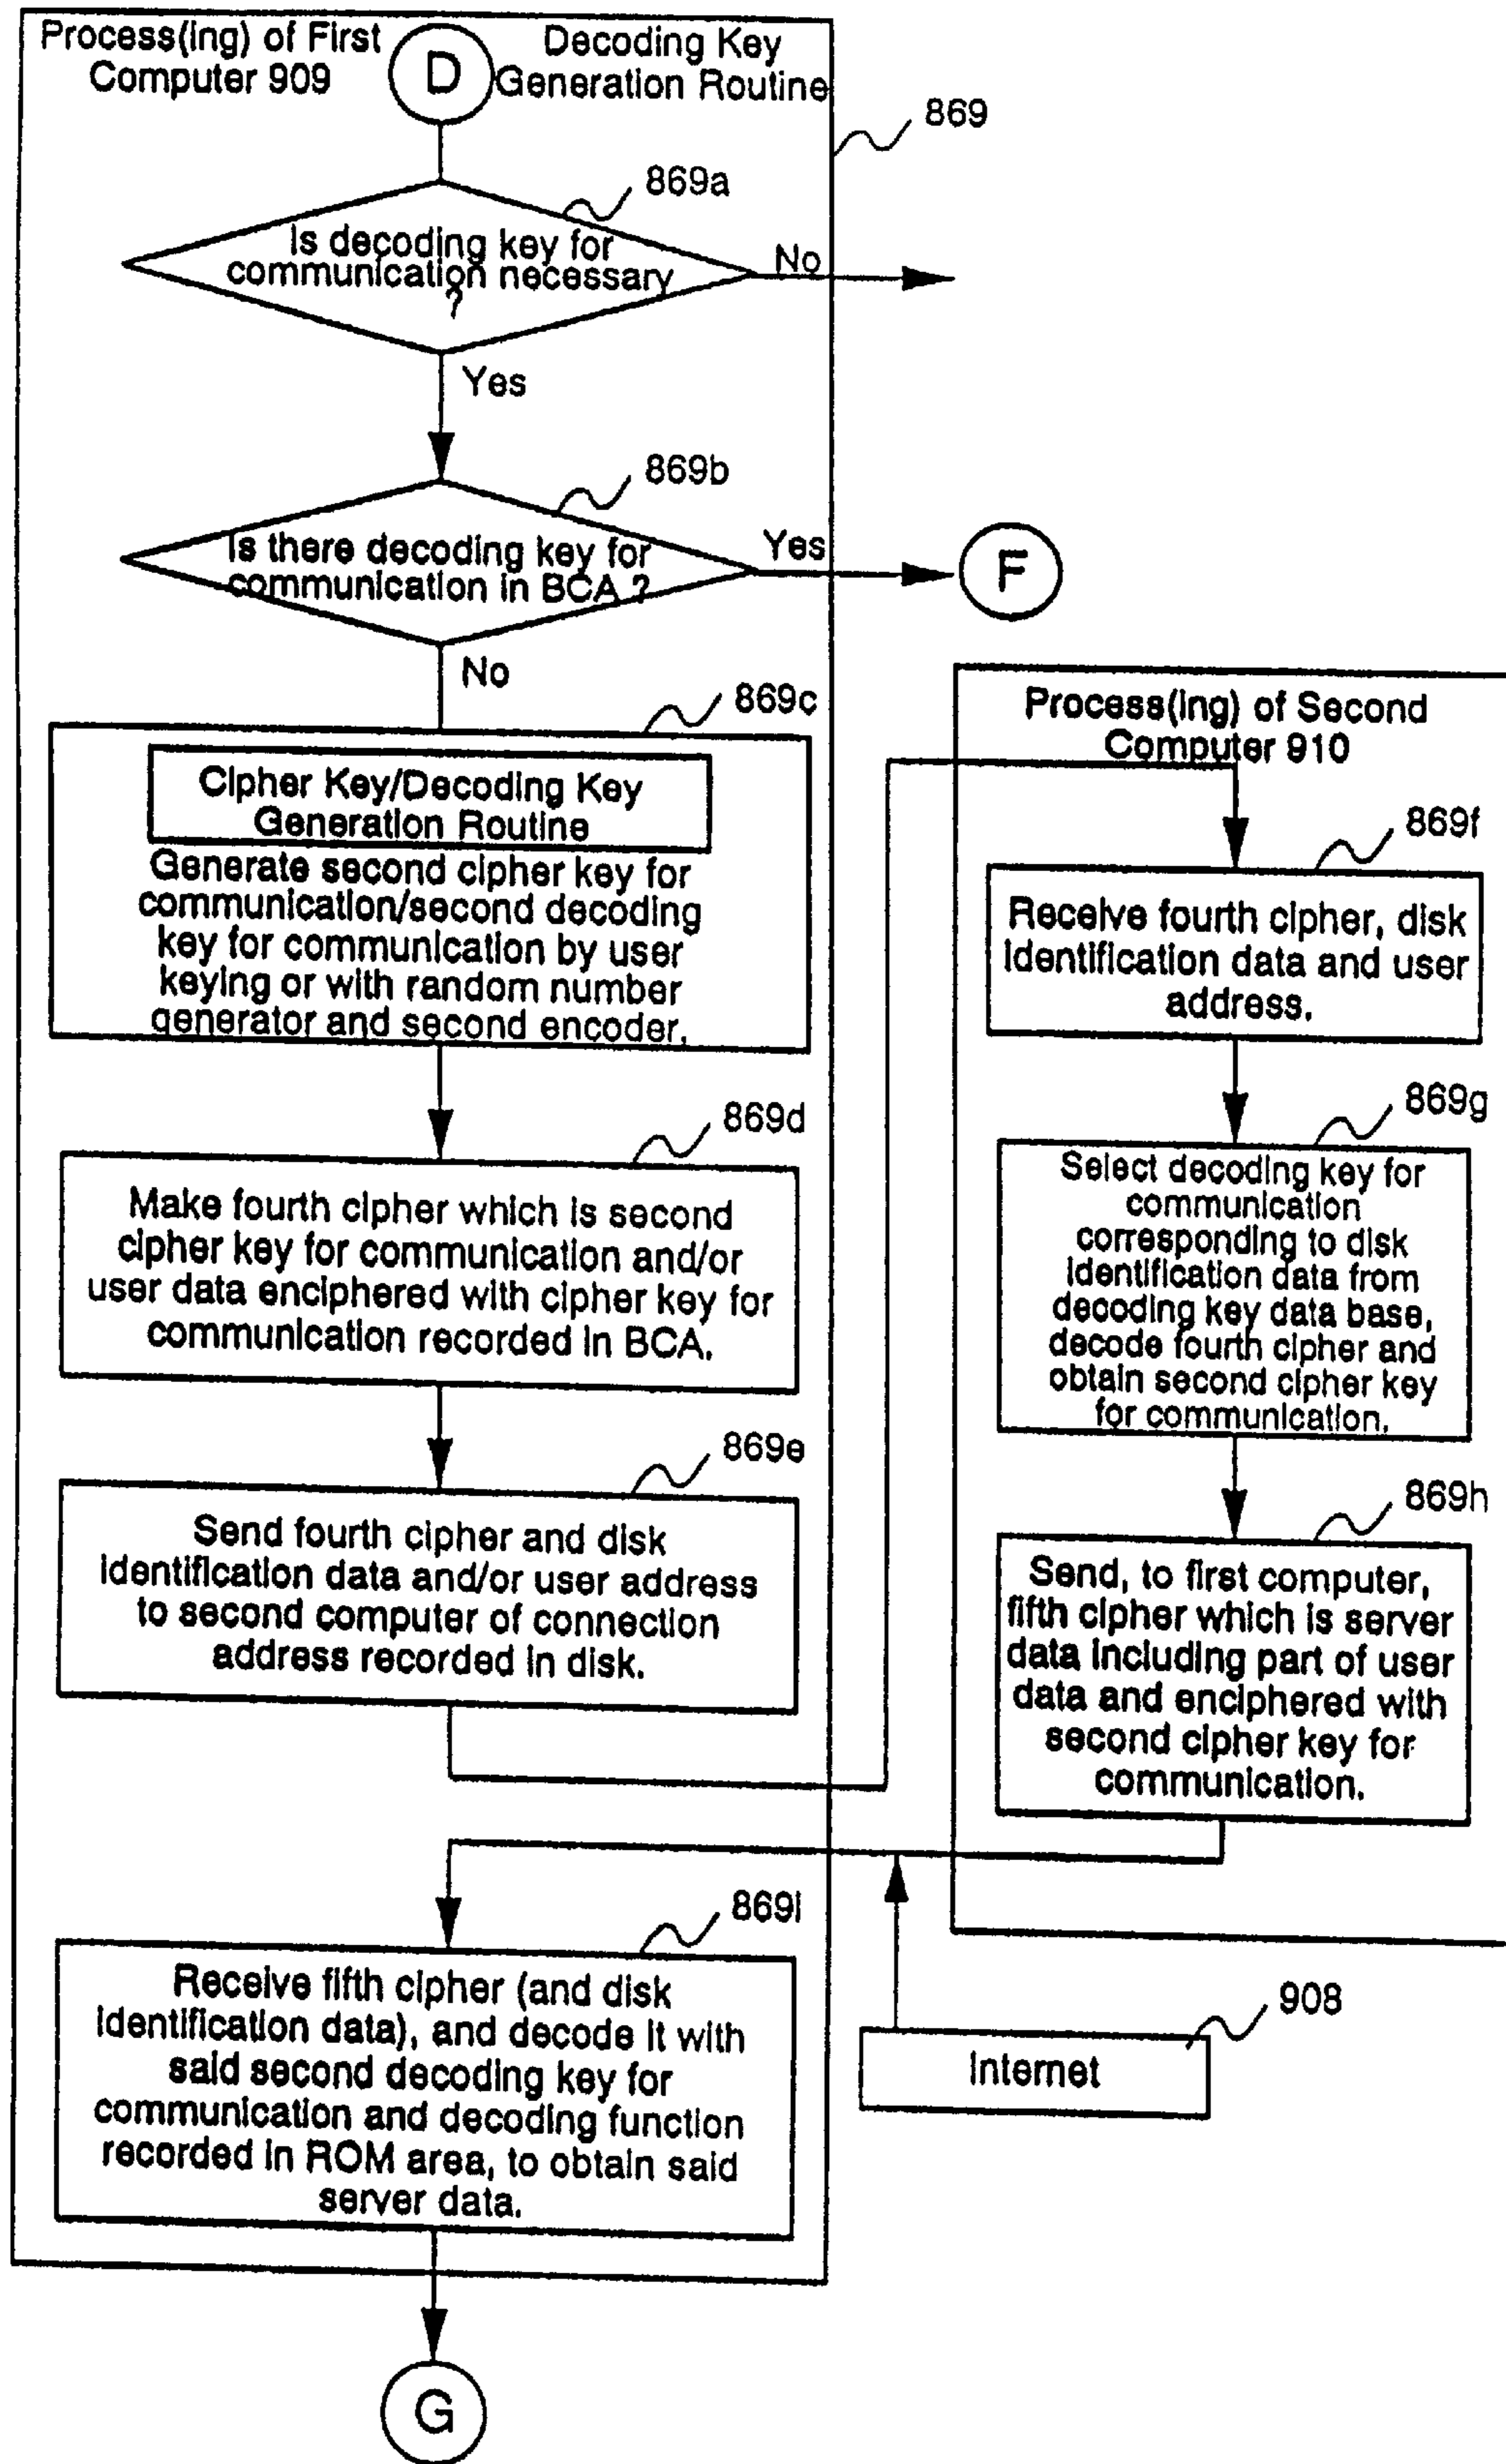 Process(ing) of First
Computer 909
D
Decoding Key
Generation Routine
869
869a
Is decoding key for
communication necessary
?
No
Yes
869b
Is there decoding key for
communication in BCA ?
Yes
F
No
869c
Cipher Key/Decoding Key
Generation Routine
Generate second cipher key for
communication/second decoding
key for communication by user
keying or with random number
generator and second encoder.
869d
Make fourth cipher which is second
cipher key for communication and/or
user data enciphered with cipher key for
communication recorded in BCA.
869e
Send fourth cipher and disk
identification data and/or user address
to second computer of connection
address recorded in disk.
Process(ing) of Second
Computer 910
869f
Receive fourth cipher, disk
identification data and user
address.
869g
Select decoding key for
communication
corresponding to disk
identification data from
decoding key data base,
decode fourth cipher and
obtain second cipher key
for communication.
869h
Send, to first computer,
fifth cipher which is server
data including part of user
data and enciphered with
second cipher key for
communication.
869i
Receive fifth cipher (and disk
identification data), and decode it with
said second decoding key for
communication and decoding function
recorded in ROM area, to obtain said
server data.
908
Internet
G